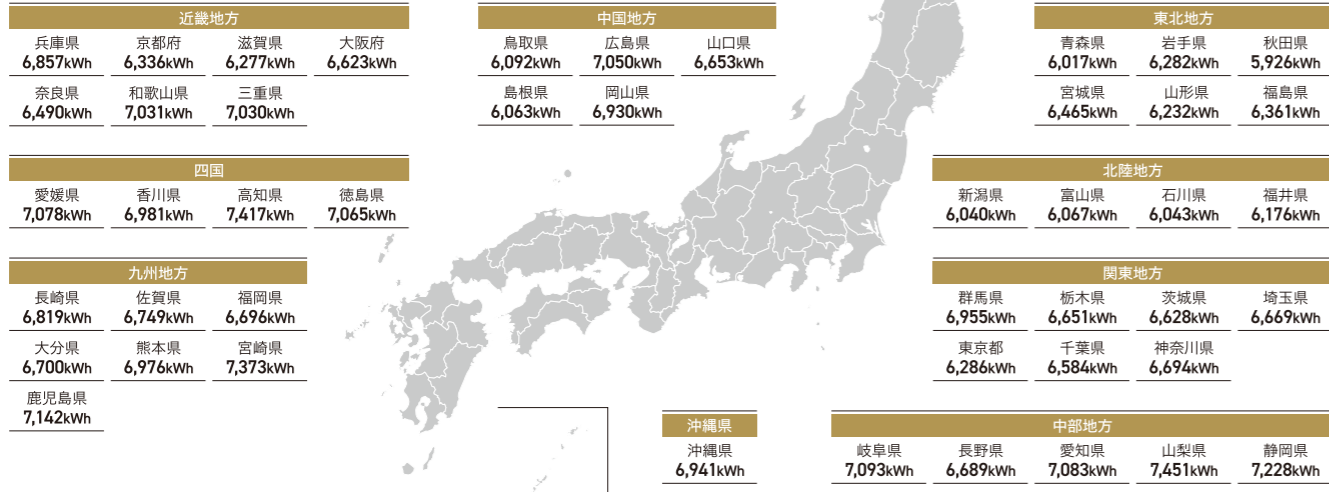 近畿地方
兵庫県 京都府 滋賀県 大阪府
6,857kWh 6,336kWh 6,277kWh 6,623kWh
奈良県 和歌山県 三重県
6,490kWh 7,031kWh 7,030kWh
中国地方
鳥取県 広島県 山口県
6,092kWh 7,050kWh 6,653kWh
島根県 岡山県
6,063kWh 6,930kWh
東北地方
青森県 岩手県 秋田県
6,017kWh 6,282kWh 5,926kWh
宮城県 山形県 福島県
6,465kWh 6,232kWh 6,361kWh
四国
愛媛県 香川県 高知県 徳島県
7,078kWh 6,981kWh 7,417kWh 7,065kWh
北陸地方
新潟県 富山県 石川県 福井県
6,040kWh 6,067kWh 6,043kWh 6,176kWh
九州地方
長崎県 佐賀県 福岡県
6,819kWh 6,749kWh 6,696kWh
大分県 熊本県 宮崎県
6,700kWh 6,976kWh 7,373kWh
鹿児島県
7,142kWh
関東地方
群馬県 栃木県 茨城県 埼玉県
6,955kWh 6,651kWh 6,628kWh 6,669kWh
東京都 千葉県 神奈川県
6,286kWh 6,584kWh 6,694kWh
沖縄県
沖縄県
6,941kWh
中部地方
岐阜県 長野県 愛知県 山梨県 静岡県
7,093kWh 6,689kWh 7,083kWh 7,451kWh 7,228kWh